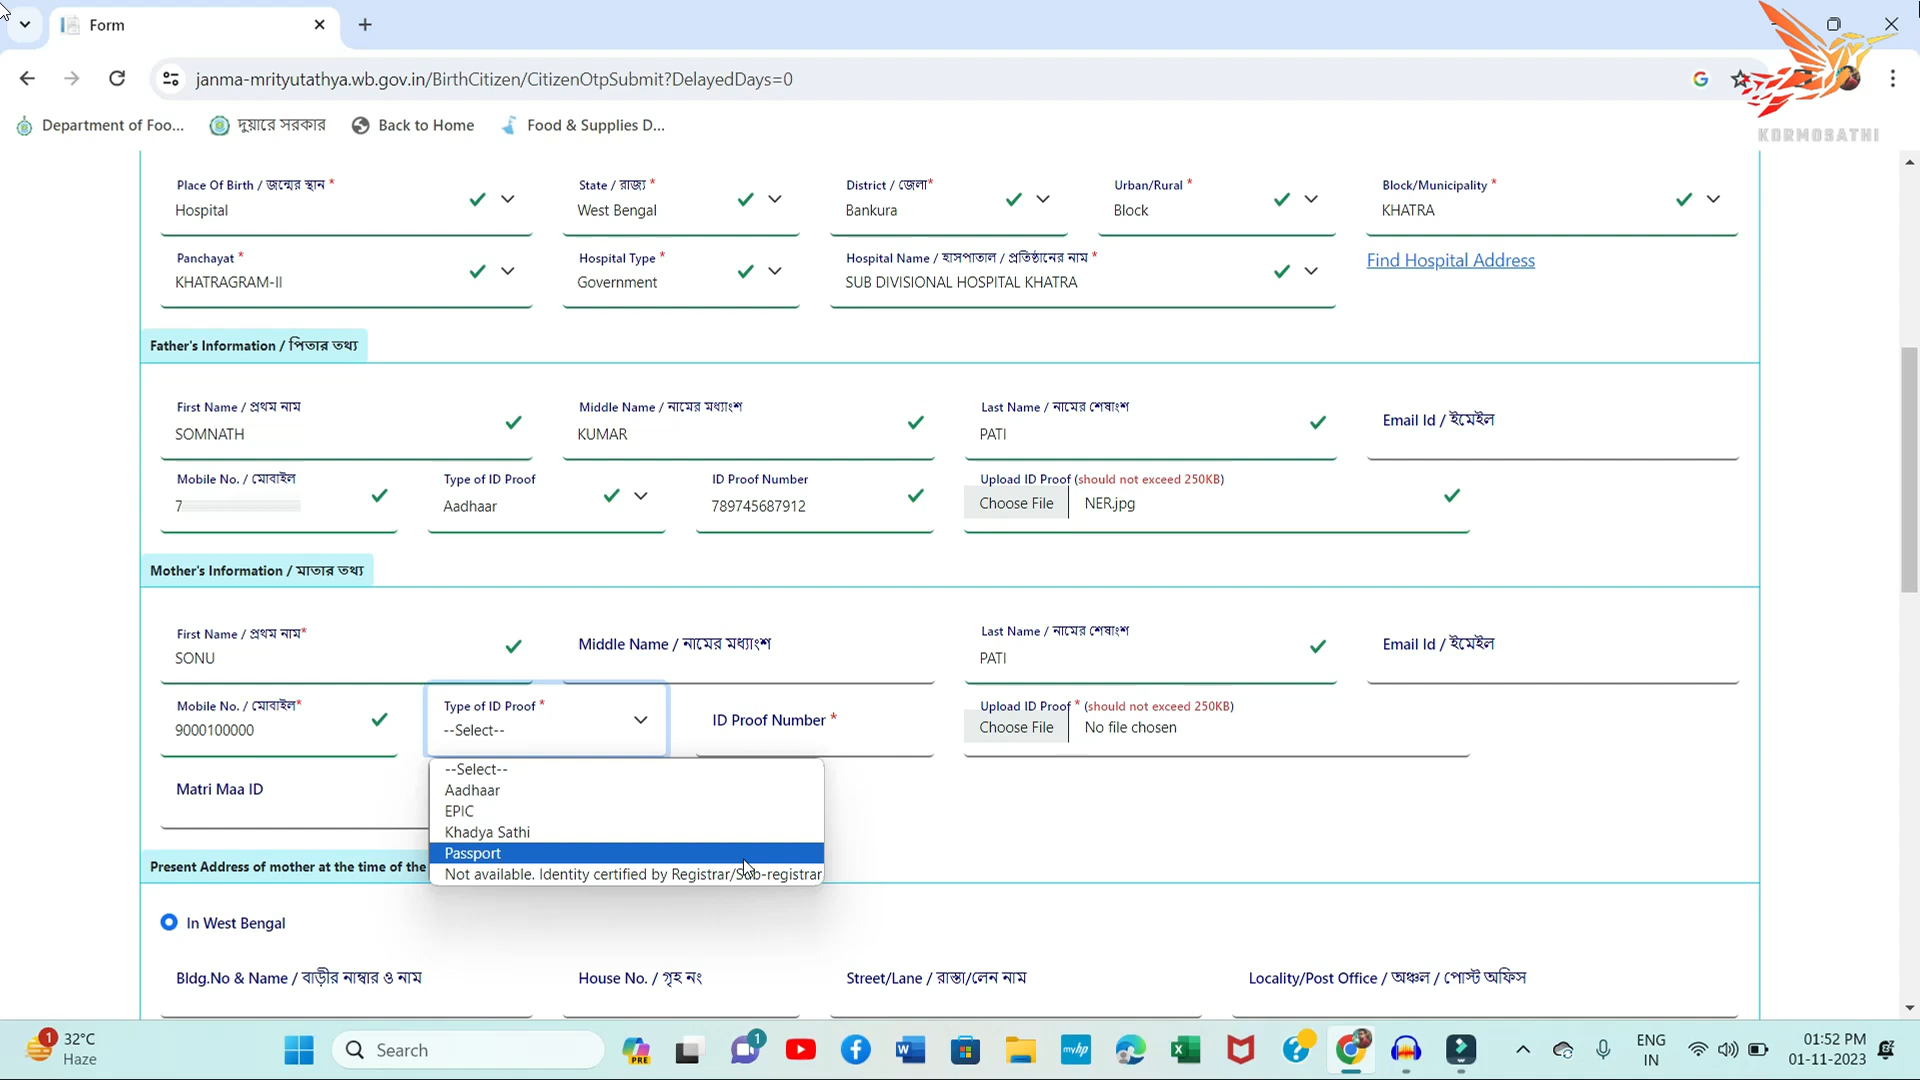 Form
janma-mrityutathya.wb.gov.in/BirthCitizen/CitizenOtpSubmit?DelayedDays=0
Department of Foo... দুয়ারে সরকার Back to Home Food & Supplies D...
KORMOSATHI
Place Of Birth / জন্মের স্থান * State / রাজ্য * District / জেলা* Urban/Rural * Block/Municipality *
Hospital West Bengal Bankura Block KHATRA
Panchayat * Hospital Type * Hospital Name / হাসপাতাল / প্রতিষ্ঠানের নাম * Find Hospital Address
KHATRAGRAM-II Government SUB DIVISIONAL HOSPITAL KHATRA
Father's Information / পিতার তথ্য
First Name / প্রথম নাম Middle Name / নামের মধ্যাংশ Last Name / নামের শেষাংশ Email Id / ইমেইল
SOMNATH KUMAR PATI
Mobile No. / মোবাইল Type of ID Proof ID Proof Number Upload ID Proof (should not exceed 250KB)
7 Aadhaar 789745687912 Choose File NER.jpg
Mother's Information / মাতার তথ্য
First Name / প্রথম নাম* Middle Name / নামের মধ্যাংশ Last Name / নামের শেষাংশ Email Id / ইমেইল
SONU PATI
Mobile No. / মোবাইল* Type of ID Proof * ID Proof Number * Upload ID Proof * (should not exceed 250KB)
9000100000 --Select-- Choose File No file chosen
--Select--
Matri Maa ID Aadhaar
EPIC
Khadya Sathi
Passport
Present Address of mother at the time of the Not available. Identity certified by Registrar/Sub-registrar
In West Bengal
Bldg.No & Name / বাড়ীর নাম্বার ও নাম House No. / গৃহ নং Street/Lane / রাস্তা/লেন নাম Locality/Post Office / অঞ্চল / পোস্ট অফিস
1 32°C
Haze
Search PRE 1 myhp
ENG
IN
01:52 PM
01-11-2023